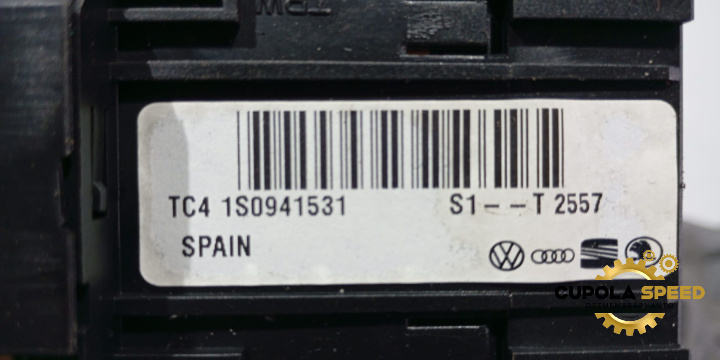 TC4 1S0941531 S1--T 2557
SPAIN
CUPOLA SPEED